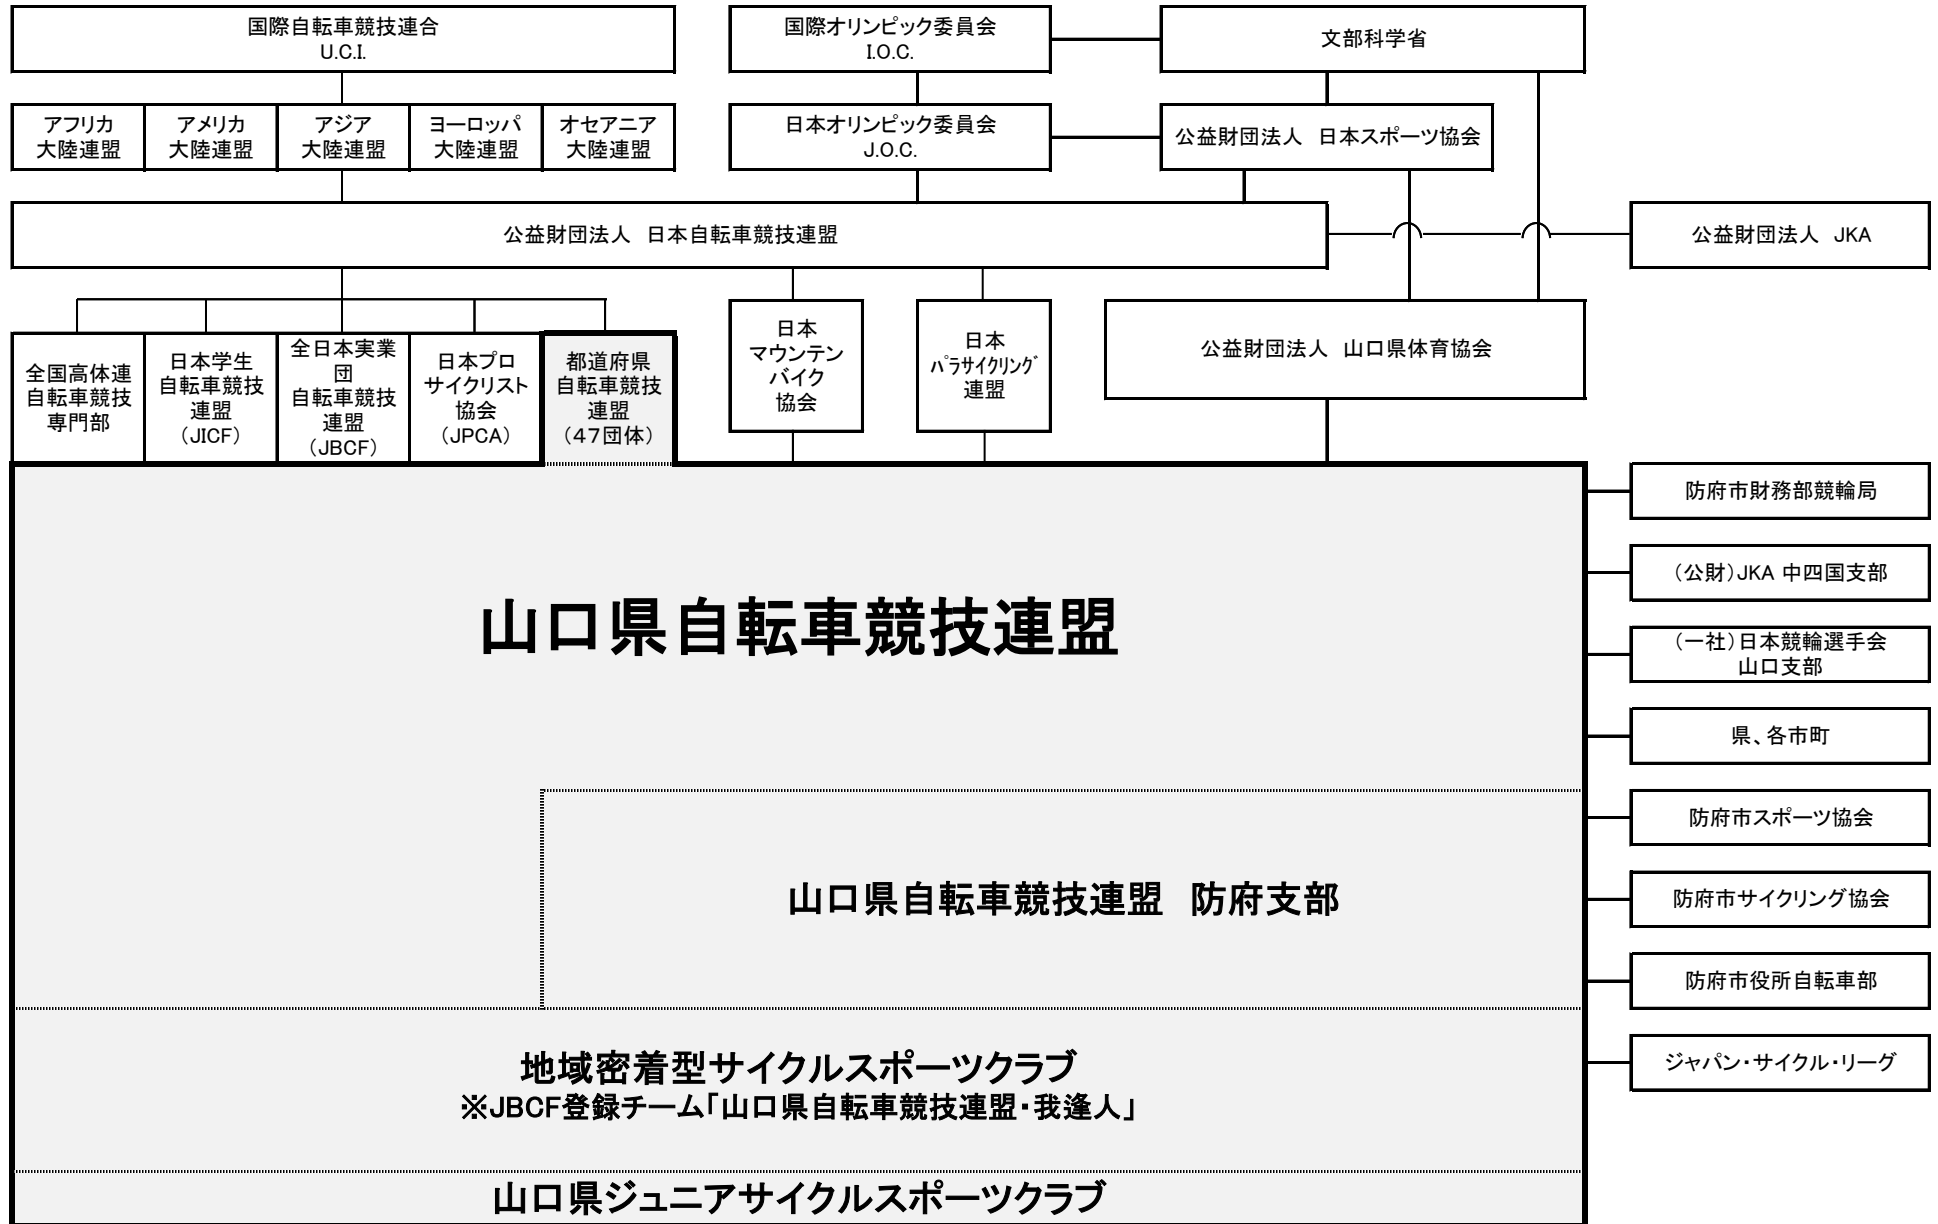 国際自転車競技連合
U.C.I.
国際オリンピック委員会
I.O.C.
文部科学省
アフリカ
大陸連盟
アメリカ
大陸連盟
アジア
大陸連盟
ヨーロッパ
大陸連盟
オセアニア
大陸連盟
日本オリンピック委員会
J.O.C.
公益財団法人　日本スポーツ協会
公益財団法人　日本自転車競技連盟
公益財団法人　JKA
全国高体連
自転車競技
専門部
日本学生
自転車競技
連盟
（JICF）
全日本実業
団
自転車競技
連盟
（JBCF）
日本プロ
サイクリスト
協会
（JPCA）
都道府県
自転車競技
連盟
（４７団体）
日本
マウンテン
バイク
協会
日本
ﾊﾟﾗサイクリング
連盟
公益財団法人　山口県体育協会
山口県自転車競技連盟
山口県自転車競技連盟　防府支部
地域密着型サイクルスポーツクラブ
※JBCF登録チーム「山口県自転車競技連盟・我逢人」
山口県ジュニアサイクルスポーツクラブ
防府市財務部競輪局
（公財）JKA 中四国支部
（一社）日本競輪選手会
山口支部
県、各市町
防府市スポーツ協会
防府市サイクリング協会
防府市役所自転車部
ジャパン・サイクル・リーグ